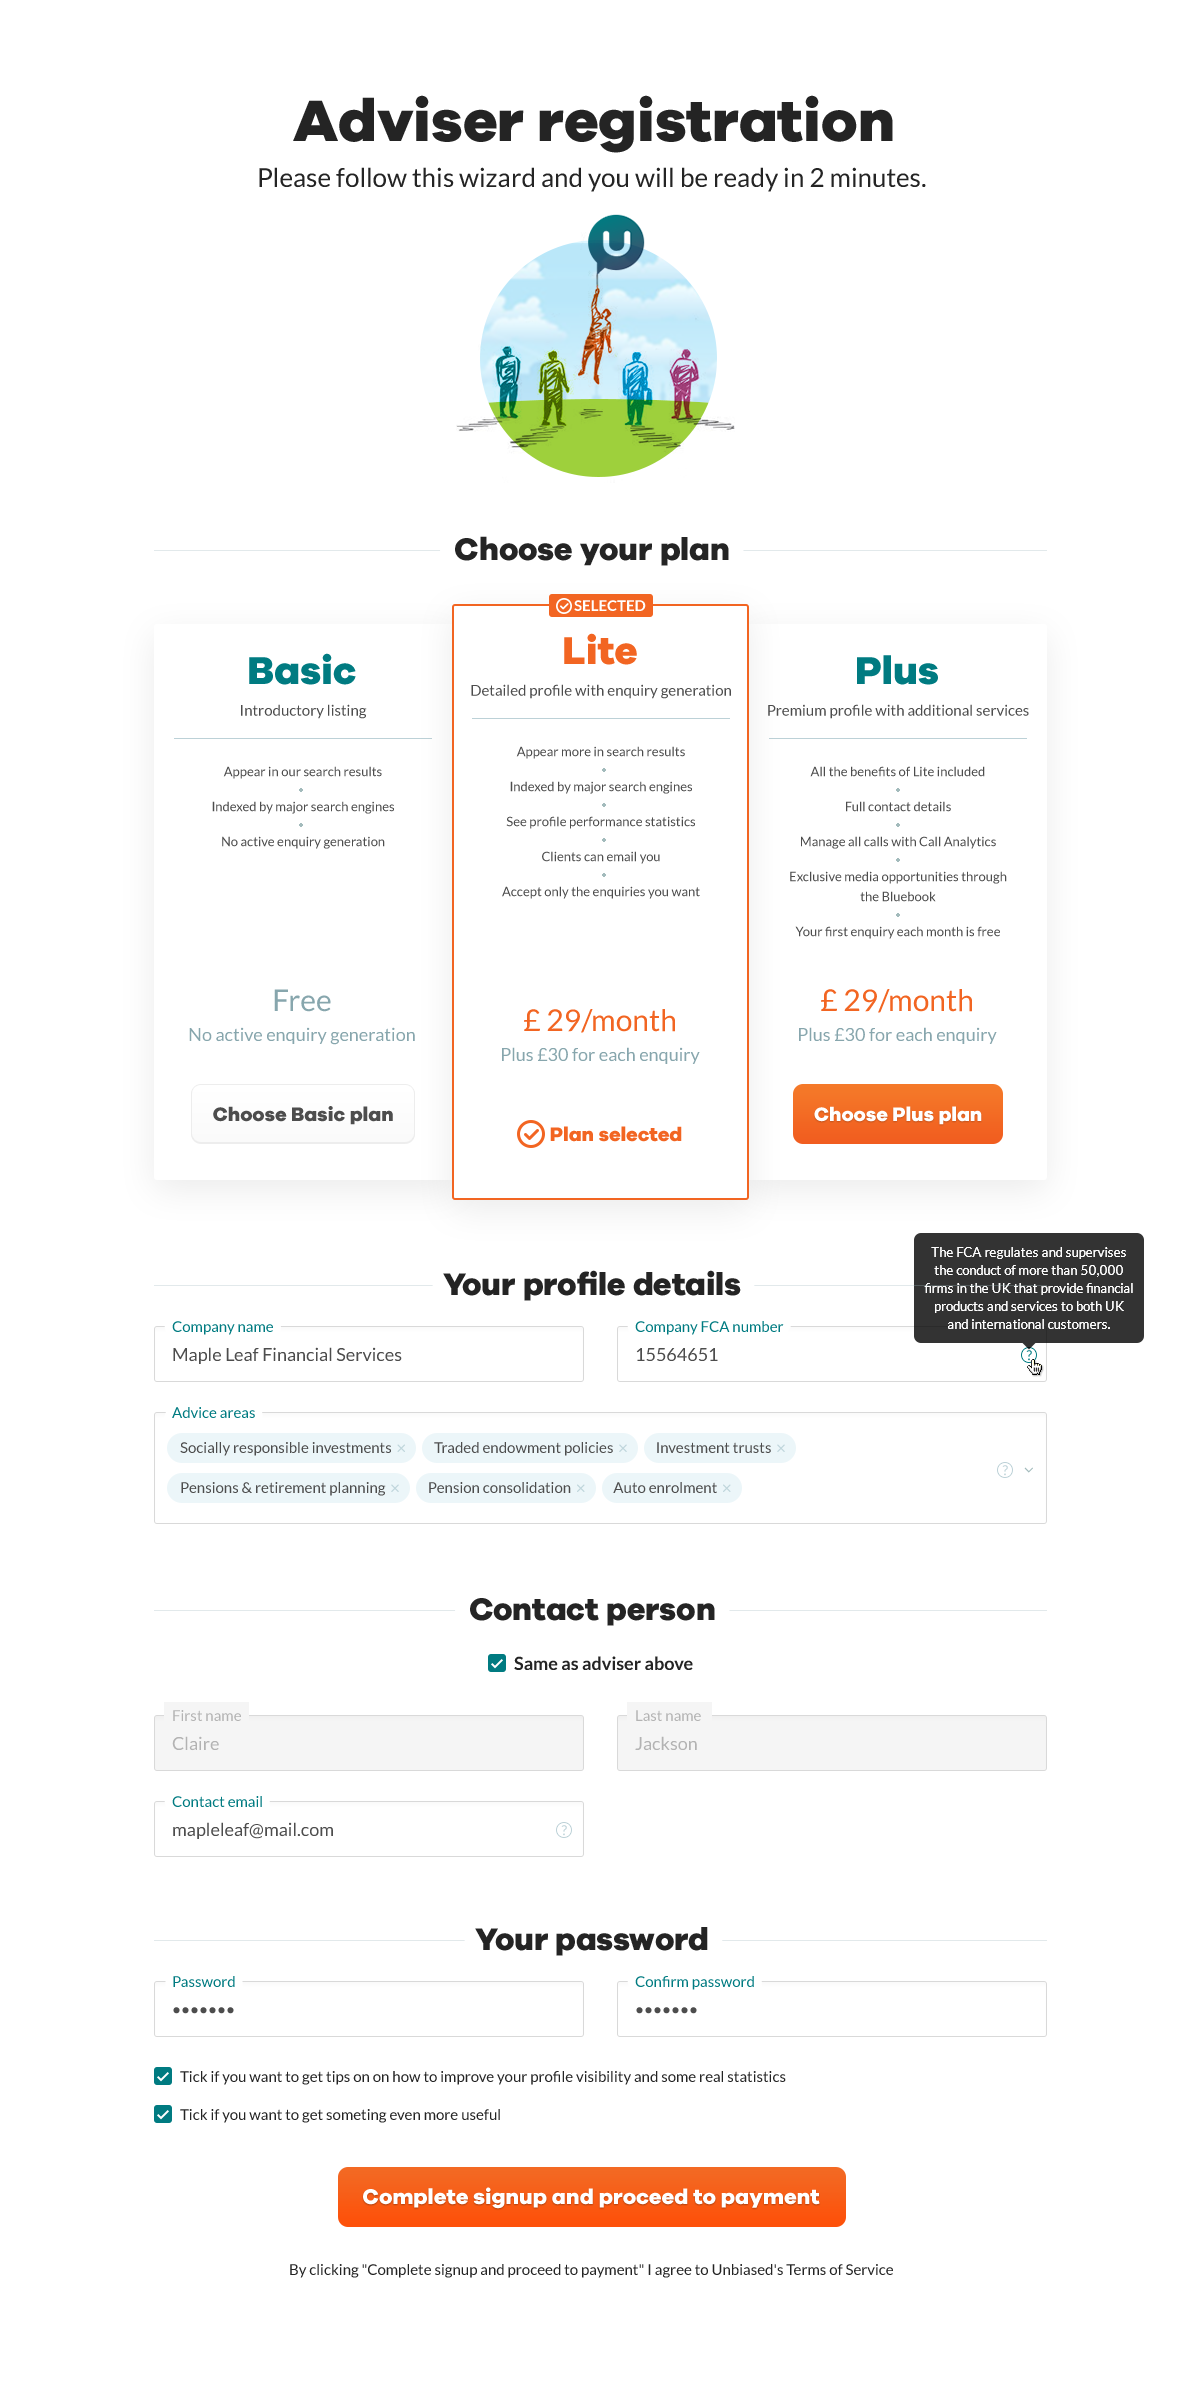 Adviser registration
Please follow this wizard and you will be ready in 2 minutes.
U
Choose your plan
Basic
Introductory listing
Appear in our search results
Indexed by major search engines
No active enquiry generation
Free
No active enquiry generation
Choose Basic plan
SELECTED
Lite
Detailed profile with enquiry generation
Appear more in search results
Indexed by major search engines
See profile performance statistics
Clients can email you
Accept only the enquiries you want
£ 29/month
Plus £30 for each enquiry
Plan selected
Plus
Premium profile with additional services
All the benefits of Lite included
Full contact details
Manage all calls with Call Analytics
Exclusive media opportunities through
the Bluebook
Your first enquiry each month is free
£ 29/month
Plus £30 for each enquiry
Choose Plus plan
Your profile details
The FCA regulates and supervises
the conduct of more than 50,000
firms in the UK that provide financial
products and services to both UK
and international customers.
Company name
Maple Leaf Financial Services
Company FCA number
15564651
?
Advice areas
Socially responsible investments × Traded endowment policies × Investment trusts ×
?
Pensions & retirement planning × Pension consolidation × Auto enrolment ×
Contact person
Same as adviser above
First name
Claire
Last name
Jackson
Contact email
mapleleaf@mail.com
?
Your password
Password
•••••••
Confirm password
•••••••
Tick if you want to get tips on on how to improve your profile visibility and some real statistics
Tick if you want to get someting even more useful
Complete signup and proceed to payment
By clicking "Complete signup and proceed to payment" I agree to Unbiased's Terms of Service